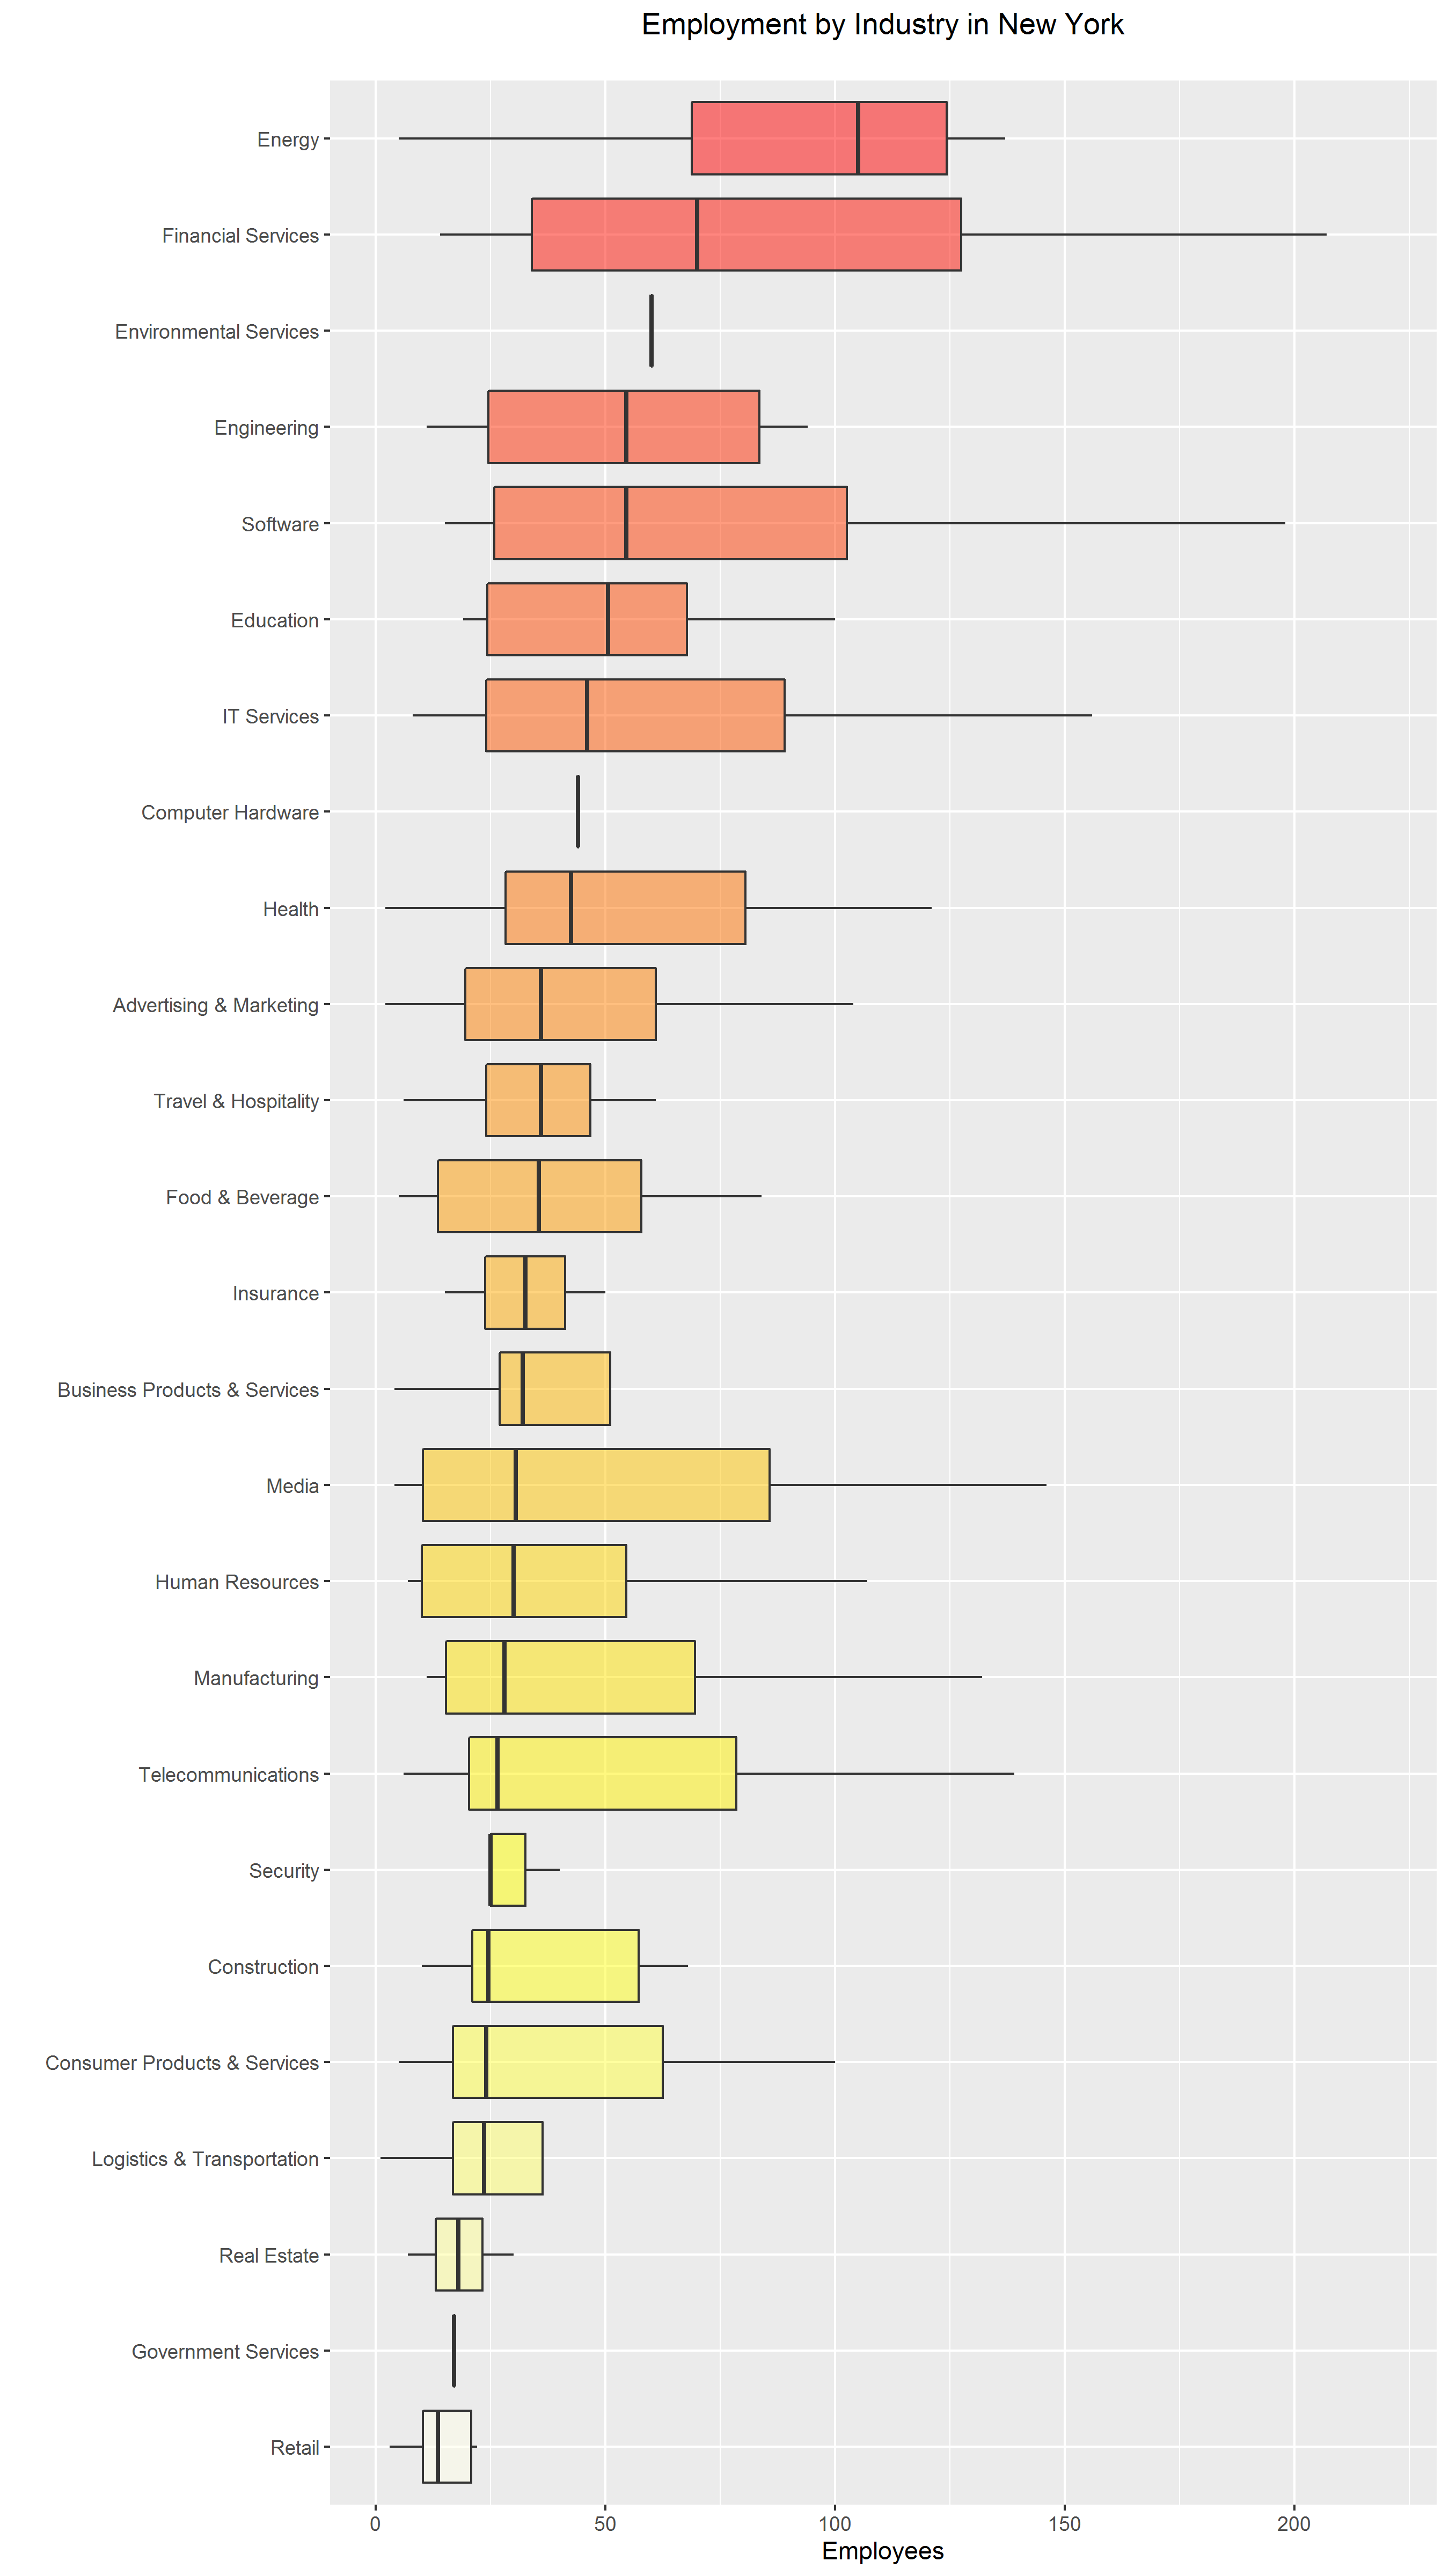 Employment by Industry in New York
Energy
Financial Services
Environmental Services
Engineering
Software
Education
IT Services
Computer Hardware
Health
Advertising & Marketing
Travel & Hospitality
Food & Beverage
Insurance
Business Products & Services
Media
Human Resources
Manufacturing
Telecommunications
Security
Construction
Consumer Products & Services
Logistics & Transportation
Real Estate
Government Services
Retail
0 50 100 150 200
Employees